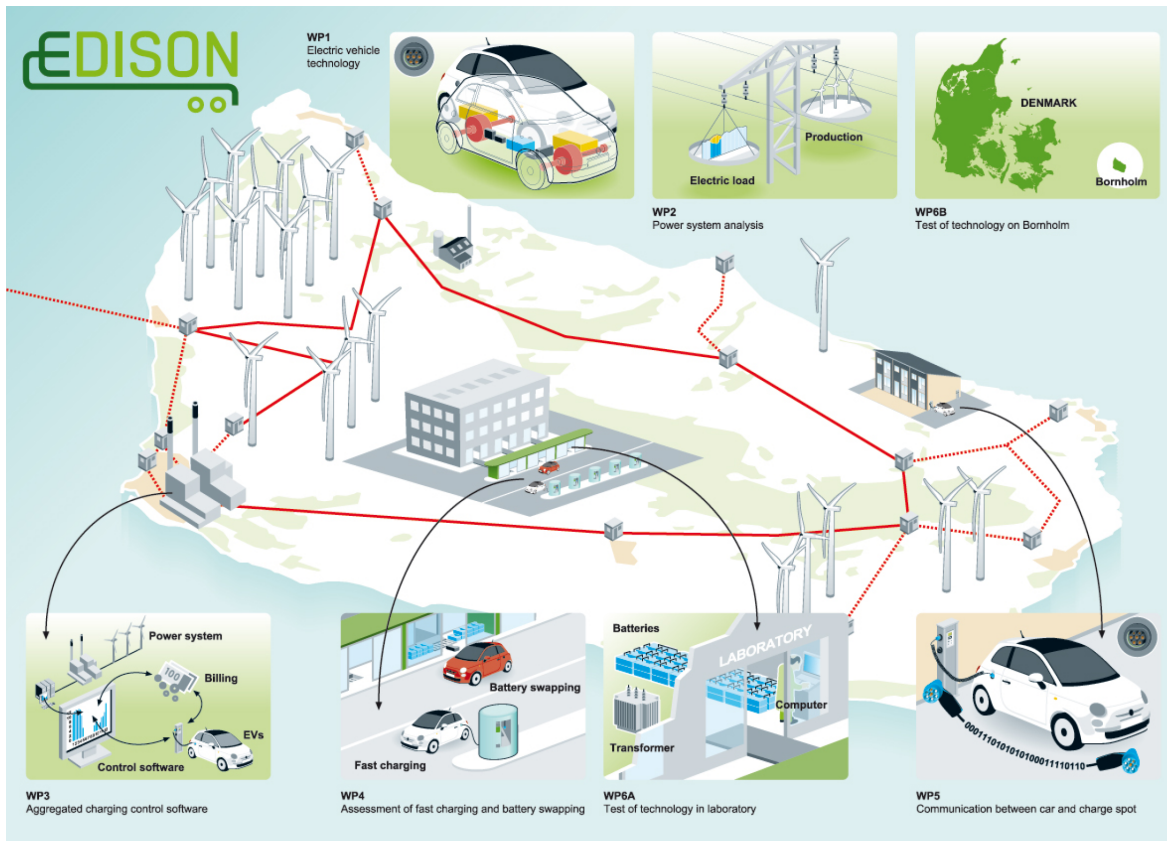 EDISON
WP1
Electric vehicle
technology
Electric load
Production
WP2
Power system analysis
DENMARK
Bornholm
WP6B
Test of technology on Bornholm
Power system
100
Billing
EVs
Control software
WP3
Aggregated charging control software
Battery swapping
Fast charging
WP4
Assessment of fast charging and battery swapping
LABORATORY
Batteries
Computer
Transformer
WP6A
Test of technology in laboratory
0001110101010100011110110
WP5
Communication between car and charge spot